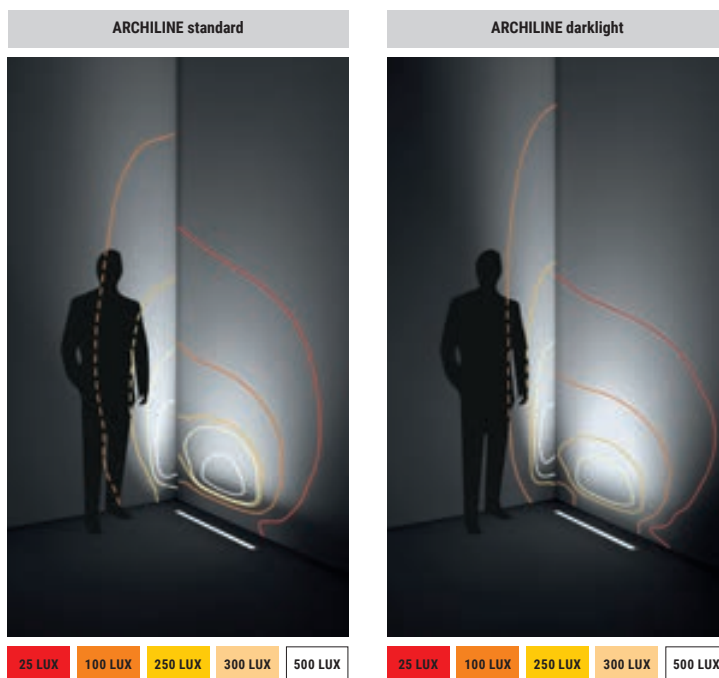 ARCHILINE standard
ARCHILINE darklight
25 LUX 100 LUX 250 LUX 300 LUX 500 LUX
25 LUX 100 LUX 250 LUX 300 LUX 500 LUX